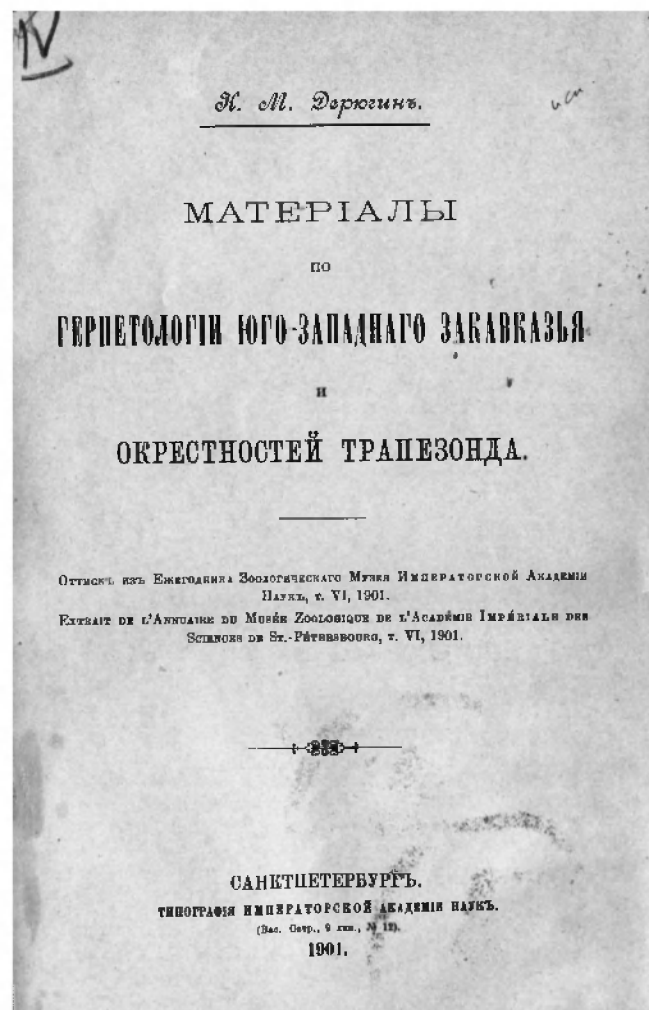 IV
К. М. Дерюгинъ.
МАТЕРІАЛЫ
ПО
ГЕРПЕТОЛОГІИ ЮГО-ЗАПАДНАГО ЗАКАВКАЗЬЯ
И
ОКРЕСТНОСТЕЙ ТРАПЕЗОНДА.
Оттискъ изъ Ежегодника Зоологическаго Музея Императорской Академіи
Наукъ, т. VI, 1901.
Extrait de l'Annuaire du Musée Zoologique de l'Académie Impériale des
Sciences de St.-Pétersbourg, т. VI, 1901.
САНКТПЕТЕРБУРГЪ.
ТИПОГРАФІЯ ИМПЕРАТОРСКОЙ АКАДЕМІИ НАУКЪ.
(Вас. Остр., 9 лин., № 12).
1901.